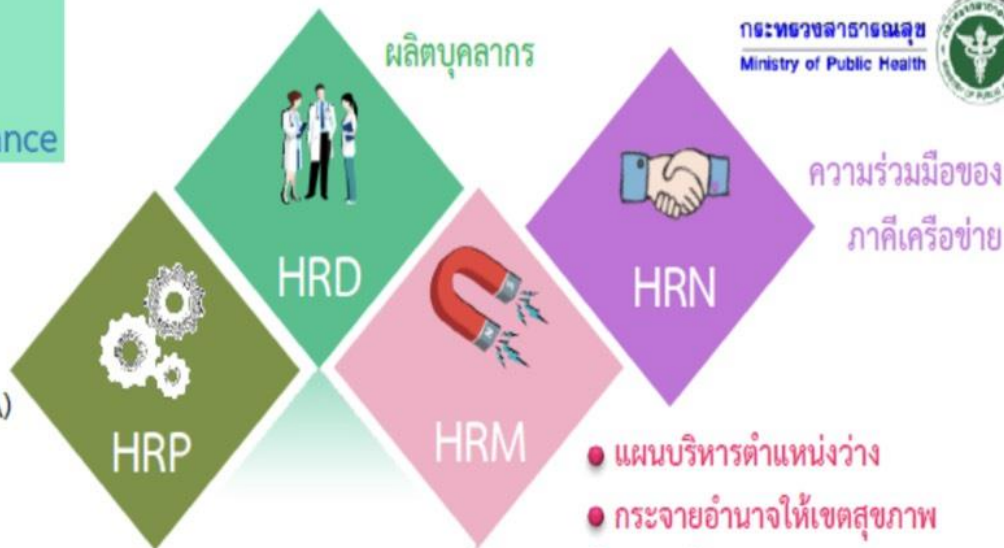 ance
ผลิตบุคลากร
กระทรวงสาธารณสุข
Ministry of Public Health
ความร่วมมือของ
ภาคีเครือข่าย
HRD
HRN
HRP
HRM
แผนบริหารตำแหน่งว่าง
กระจายอำนาจให้เขตสุขภาพ